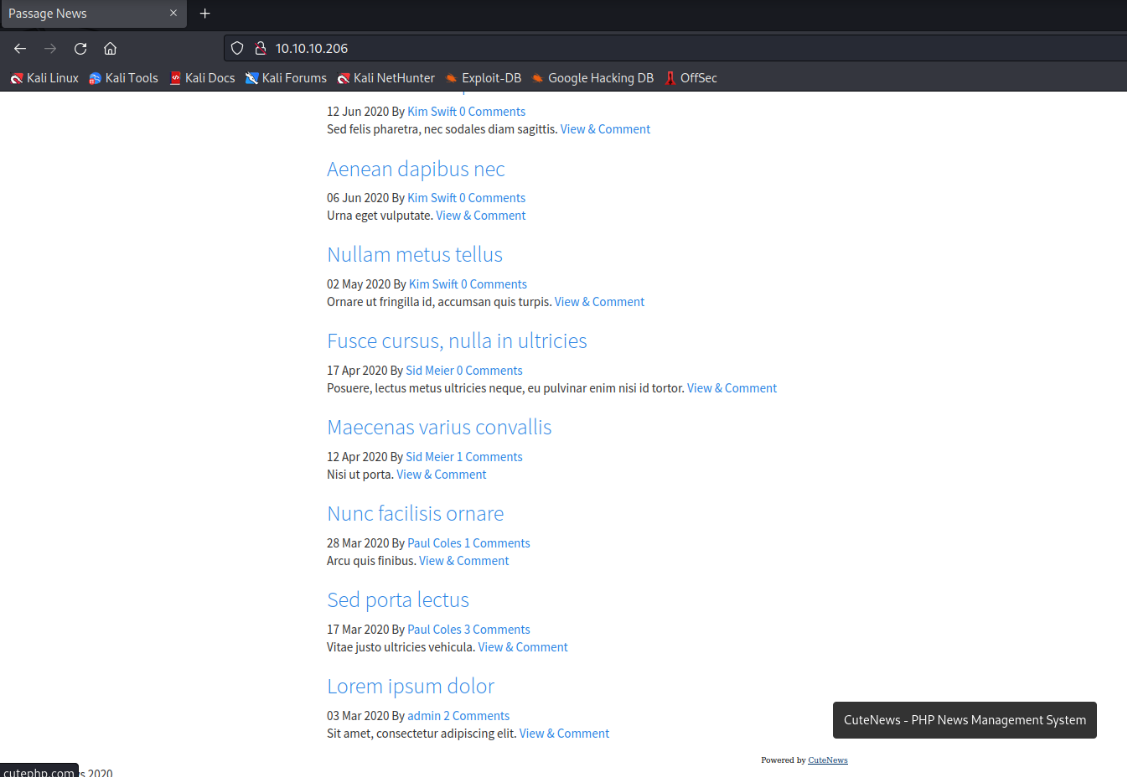 Passage News
10.10.10.206
Kali Linux Kali Tools Kali Docs Kali Forums Kali NetHunter Exploit-DB Google Hacking DB OffSec
12 Jun 2020 By Kim Swift 0 Comments
Sed felis pharetra, nec sodales diam sagittis. View & Comment
Aenean dapibus nec
06 Jun 2020 By Kim Swift 0 Comments
Urna eget vulputate. View & Comment
Nullam metus tellus
02 May 2020 By Kim Swift 0 Comments
Ornare ut fringilla id, accumsan quis turpis. View & Comment
Fusce cursus, nulla in ultricies
17 Apr 2020 By Sid Meier 0 Comments
Posuere, lectus metus ultricies neque, eu pulvinar enim nisi id tortor. View & Comment
Maecenas varius convallis
12 Apr 2020 By Sid Meier 1 Comments
Nisi ut porta. View & Comment
Nunc facilisis ornare
28 Mar 2020 By Paul Coles 1 Comments
Arcu quis finibus. View & Comment
Sed porta lectus
17 Mar 2020 By Paul Coles 3 Comments
Vitae justo ultricies vehicula. View & Comment
Lorem ipsum dolor
03 Mar 2020 By admin 2 Comments
Sit amet, consectetur adipiscing elit. View & Comment
CuteNews - PHP News Management System
Powered by CuteNews
cutephp.com s 2020